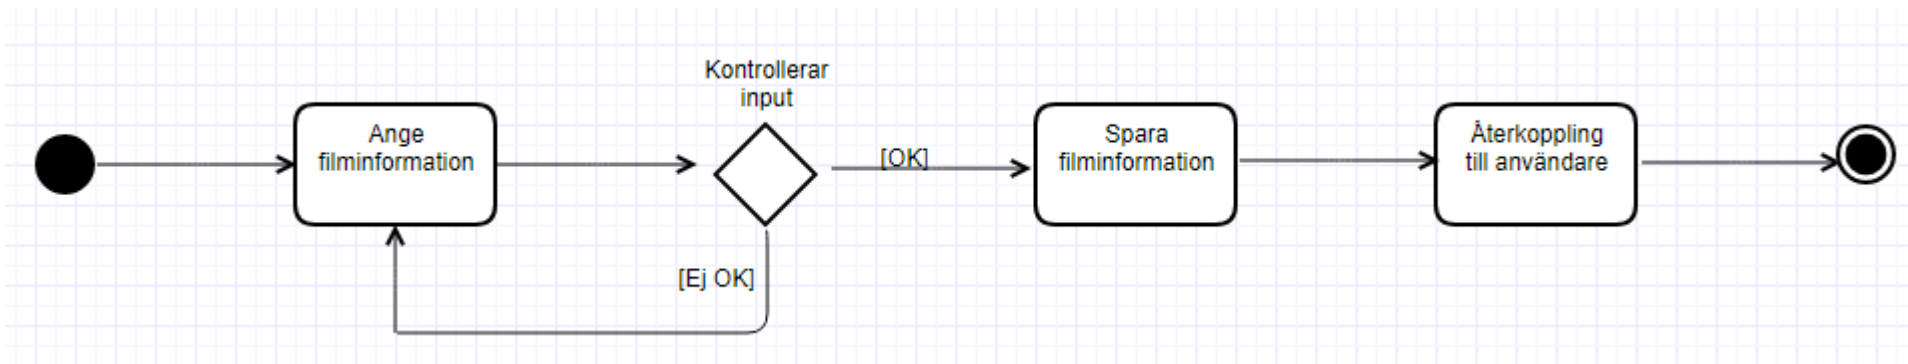 Ange
filminformation
Kontrollerar
input
[OK]
[Ej OK]
Spara
filminformation
Återkoppling
till användare